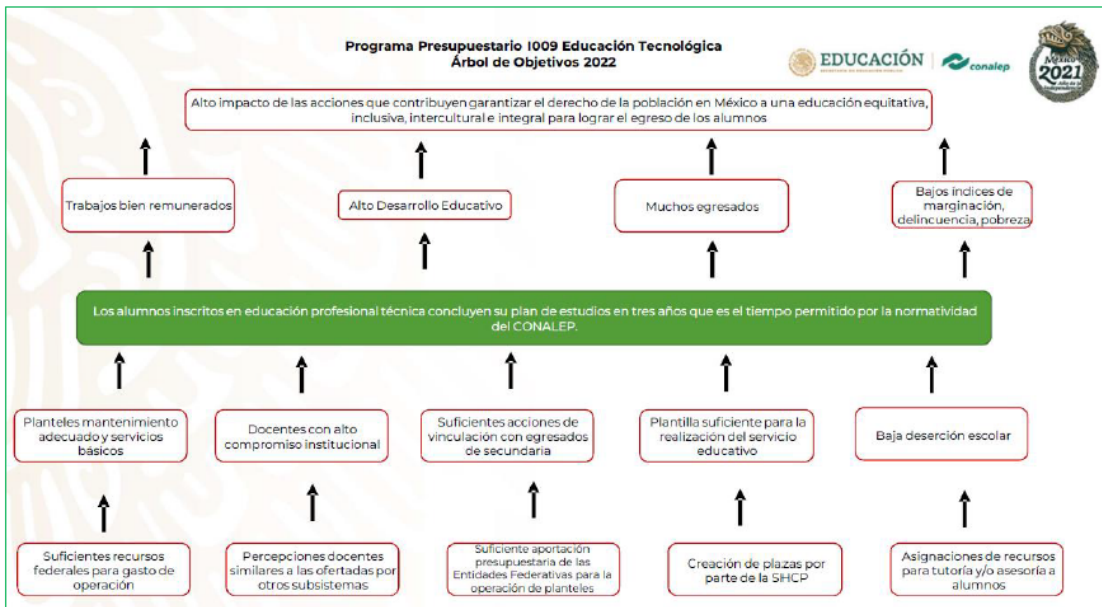 Programa Presupuestario I009 Educación Tecnológica
Árbol de Objetivos 2022
EDUCACIÓN
conalep
México
2021
Alto impacto de las acciones que contribuyen garantizar el derecho de la población en México a una educación equitativa,
inclusiva, intercultural e integral para lograr el egreso de los alumnos
Trabajos bien remunerados
Alto Desarrollo Educativo
Muchos egresados
Bajos índices de
marginación,
delincuencia, pobreza
Los alumnos inscritos en educación profesional técnica concluyen su plan de estudios en tres años que es el tiempo permitido por la normatividad
del CONALEP.
Planteles mantenimiento
adecuado y servicios
básicos
Docentes con alto
compromiso institucional
Suficientes acciones de
vinculación con egresados
de secundaria
Plantilla suficiente para la
realización del servicio
educativo
Baja deserción escolar
Suficientes recursos
federales para gasto de
operación
Percepciones docentes
similares a las ofertadas por
otros subsistemas
Suficiente aportación
presupuestaria de las
Entidades Federativas para la
operación de planteles
Creación de plazas por
parte de la SHCP
Asignaciones de recursos
para tutoría y/o asesoría a
alumnos